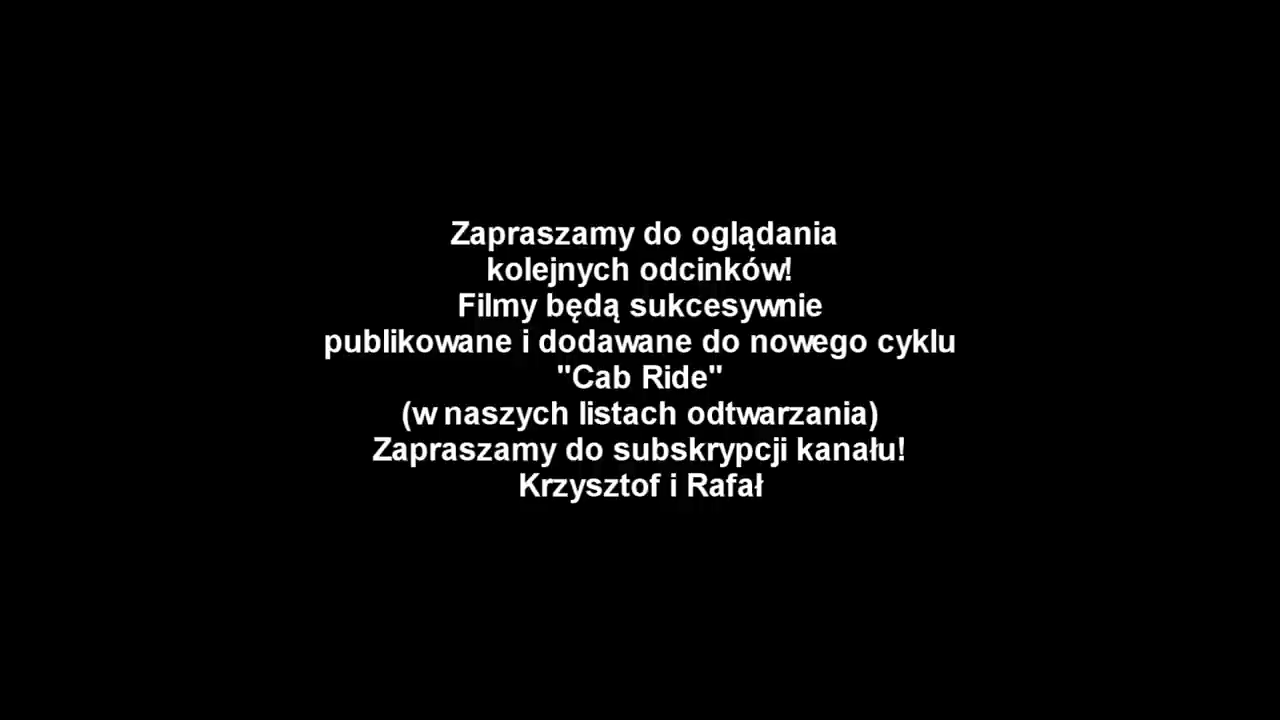 Zapraszamy do oglądania
kolejnych odcinków!
Filmy będą sukcesywnie
publikowane i dodawane do nowego cyklu
"Cab Ride"
(w naszych listach odtwarzania)
Zapraszamy do subskrypcji kanału!
Krzysztof i Rafał